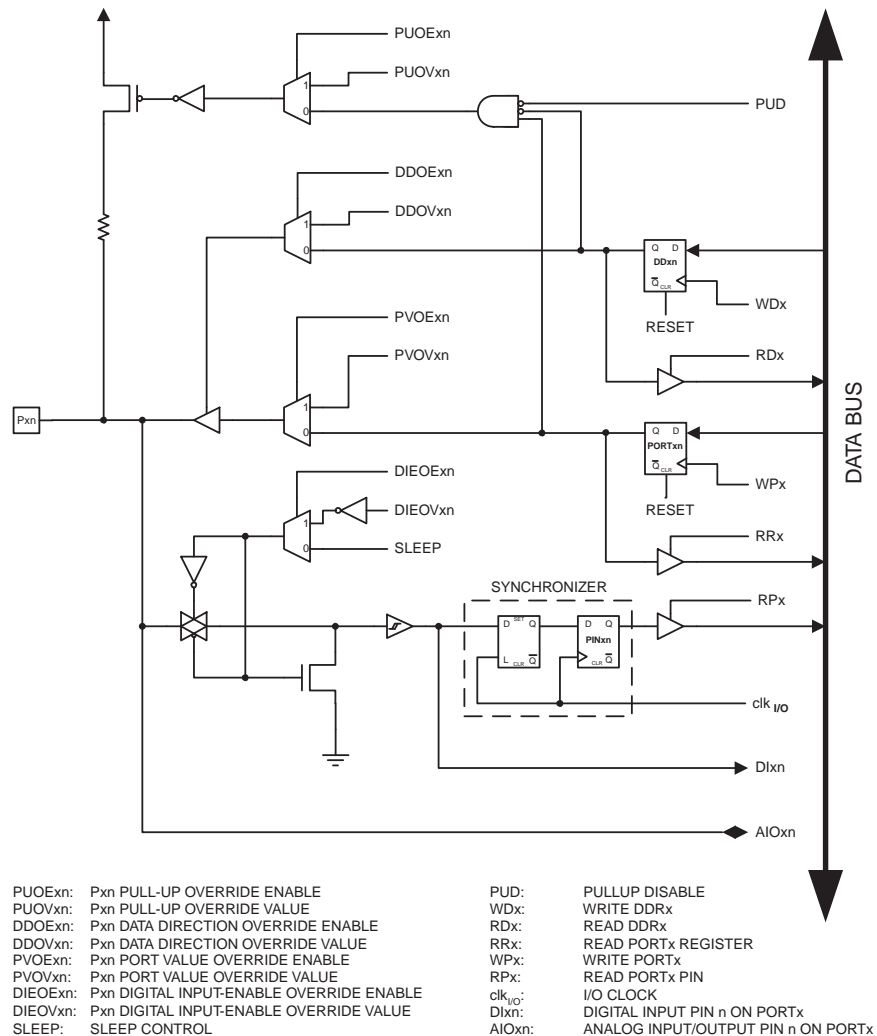 PUOExn
PUOVxn
1
0
PUD
DDOExn
DDOVxn
1
0
Q D
DDxn
Q CLR
WDx
RESET
RDx
PVOExn
PVOVxn
1
0
Pxn
Q D
PORTxn
Q CLR
WPx
RESET
RRx
DATA BUS
DIEOExn
DIEOVxn
1
0
SLEEP
SYNCHRONIZER
D SET Q
L CLR Q
D Q
PINxn
CLR Q
RPx
clk I/O
DIxn
AIOxn
PUOExn: Pxn PULL-UP OVERRIDE ENABLE
PUOVxn: Pxn PULL-UP OVERRIDE VALUE
DDOExn: Pxn DATA DIRECTION OVERRIDE ENABLE
DDOVxn: Pxn DATA DIRECTION OVERRIDE VALUE
PVOExn: Pxn PORT VALUE OVERRIDE ENABLE
PVOVxn: Pxn PORT VALUE OVERRIDE VALUE
DIEOExn: Pxn DIGITAL INPUT-ENABLE OVERRIDE ENABLE
DIEOVxn: Pxn DIGITAL INPUT-ENABLE OVERRIDE VALUE
SLEEP: SLEEP CONTROL
PUD: PULLUP DISABLE
WDx: WRITE DDRx
RDx: READ DDRx
RRx: READ PORTx REGISTER
WPx: WRITE PORTx
RPx: READ PORTx PIN
clkI/O: I/O CLOCK
DIxn: DIGITAL INPUT PIN n ON PORTx
AIOxn: ANALOG INPUT/OUTPUT PIN n ON PORTx